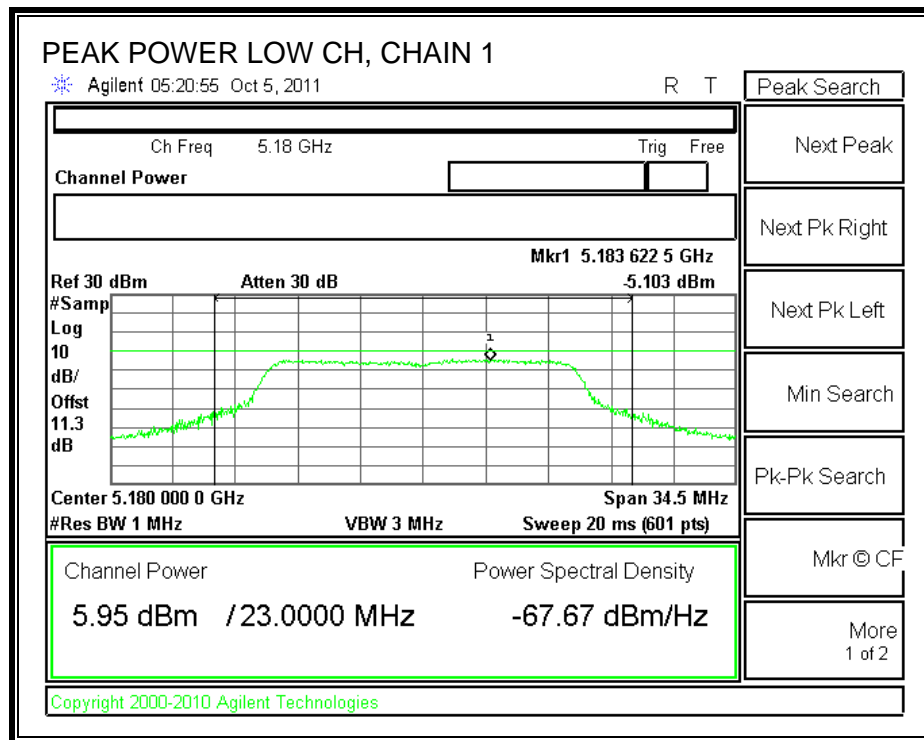 PEAK POWER LOW CH, CHAIN 1
Agilent 05:20:55 Oct 5, 2011 R T
Peak Search
Ch Freq 5.18 GHz Trig Free
Channel Power
Mkr1 5.183 622 5 GHz
Ref 30 dBm Atten 30 dB -5.103 dBm
#Samp
Log
10
dB/
Offst
11.3
dB
1
Center 5.180 000 0 GHz Span 34.5 MHz
#Res BW 1 MHz VBW 3 MHz Sweep 20 ms (601 pts)
Channel Power Power Spectral Density
5.95 dBm / 23.0000 MHz -67.67 dBm/Hz
Copyright 2000-2010 Agilent Technologies
Next Peak
Next Pk Right
Next Pk Left
Min Search
Pk-Pk Search
Mkr © CF
More
1 of 2